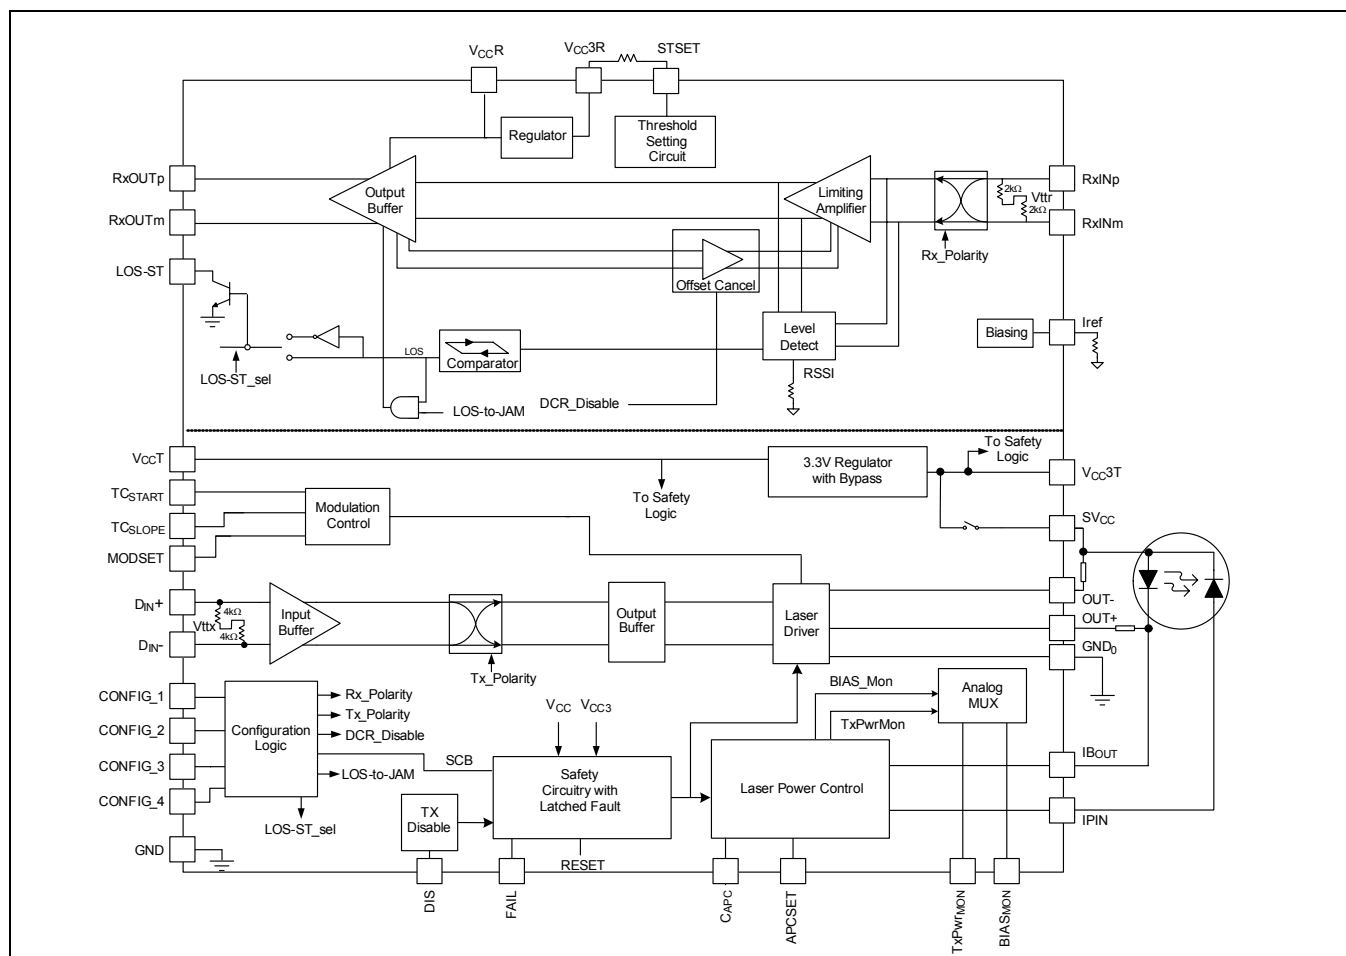 VCCR
VCC3R
STSET
Regulator
Threshold
Setting
Circuit
RxOUTp
RxOUTm
LOS-ST
Output
Buffer
Limiting
Amplifier
2kΩ
Vttr
2kΩ
RxINp
RxINm
Rx_Polarity
Offset Cancel
Level
Detect
RSSI
Biasing
Iref
LOS
Comparator
LOS-ST_sel
LOS-to-JAM
DCR_Disable
VCCT
To Safety
Logic
3.3V Regulator
with Bypass
To Safety
Logic
VCC3T
TCSTART
TCSLOPE
MODSET
Modulation
Control
SVCC
DIN+
DIN-
4kΩ
Vttx
4kΩ
Input
Buffer
Tx_Polarity
Output
Buffer
Laser
Driver
OUT-
OUT+
GND0
CONFIG_1
CONFIG_2
CONFIG_3
CONFIG_4
Configuration
Logic
Rx_Polarity
Tx_Polarity
DCR_Disable
LOS-to-JAM
LOS-ST_sel
SCB
VCC
VCC3
Safety
Circuitry with
Latched Fault
TX
Disable
RESET
BIAS_Mon
TxPwrMon
Analog
MUX
Laser Power Control
IBOUT
IPIN
GND
DIS
FAIL
CAPC
APCSET
TxPwrMON
BIASMON